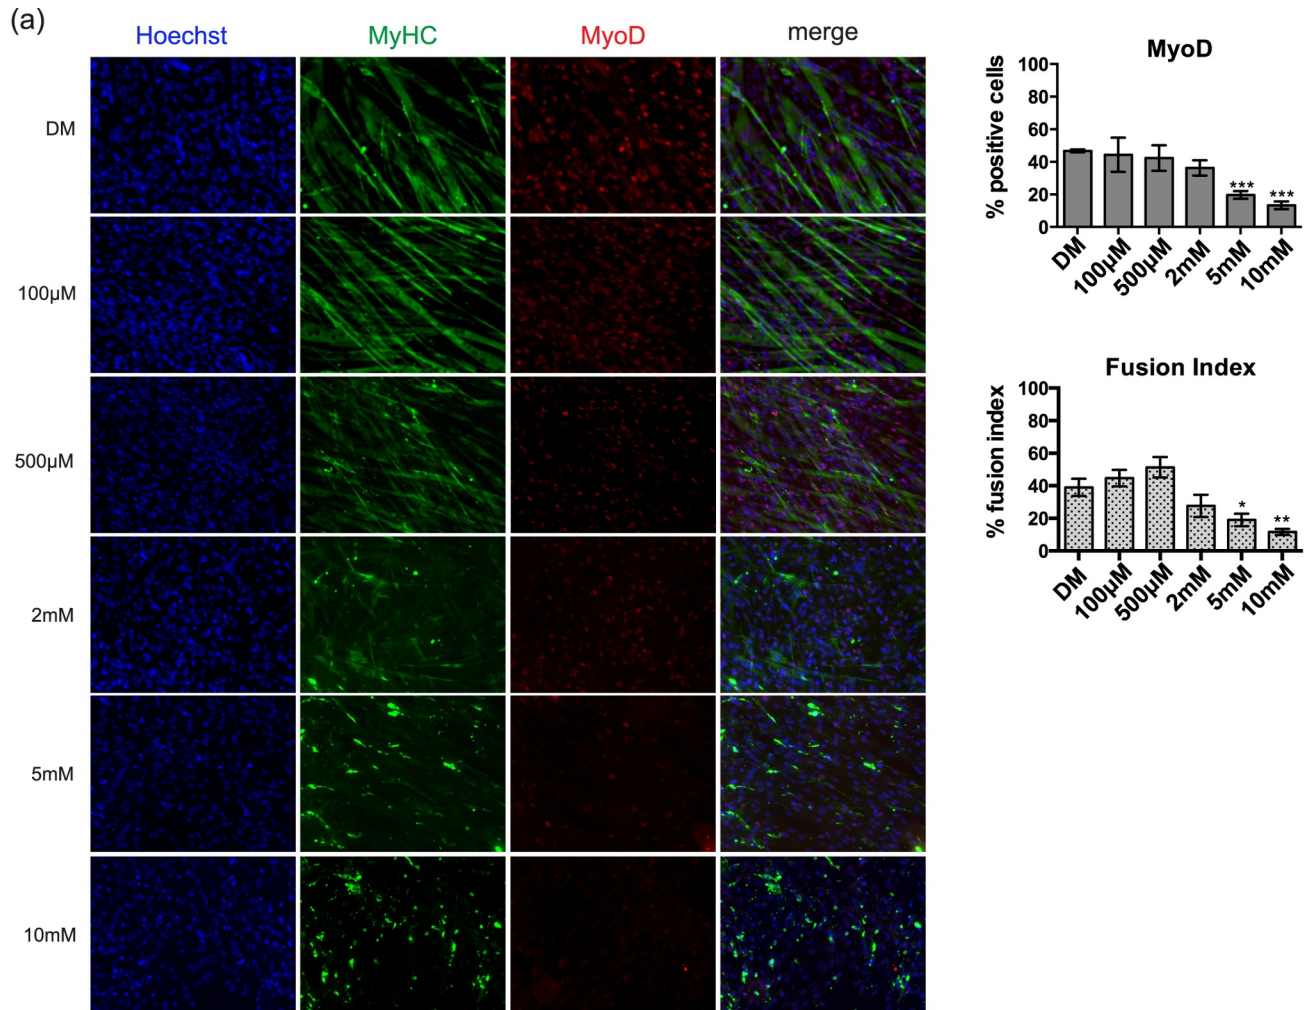 (a)
Hoechst MyHC MyoD merge
DM
100µM
500µM
2mM
5mM
10mM
MyoD
% positive cells
100
80
60
40
20
0
*** ***
DM 100µM 500µM 2mM 5mM 10mM
Fusion Index
% fusion index
100
80
60
40
20
0
* **
DM 100µM 500µM 2mM 5mM 10mM